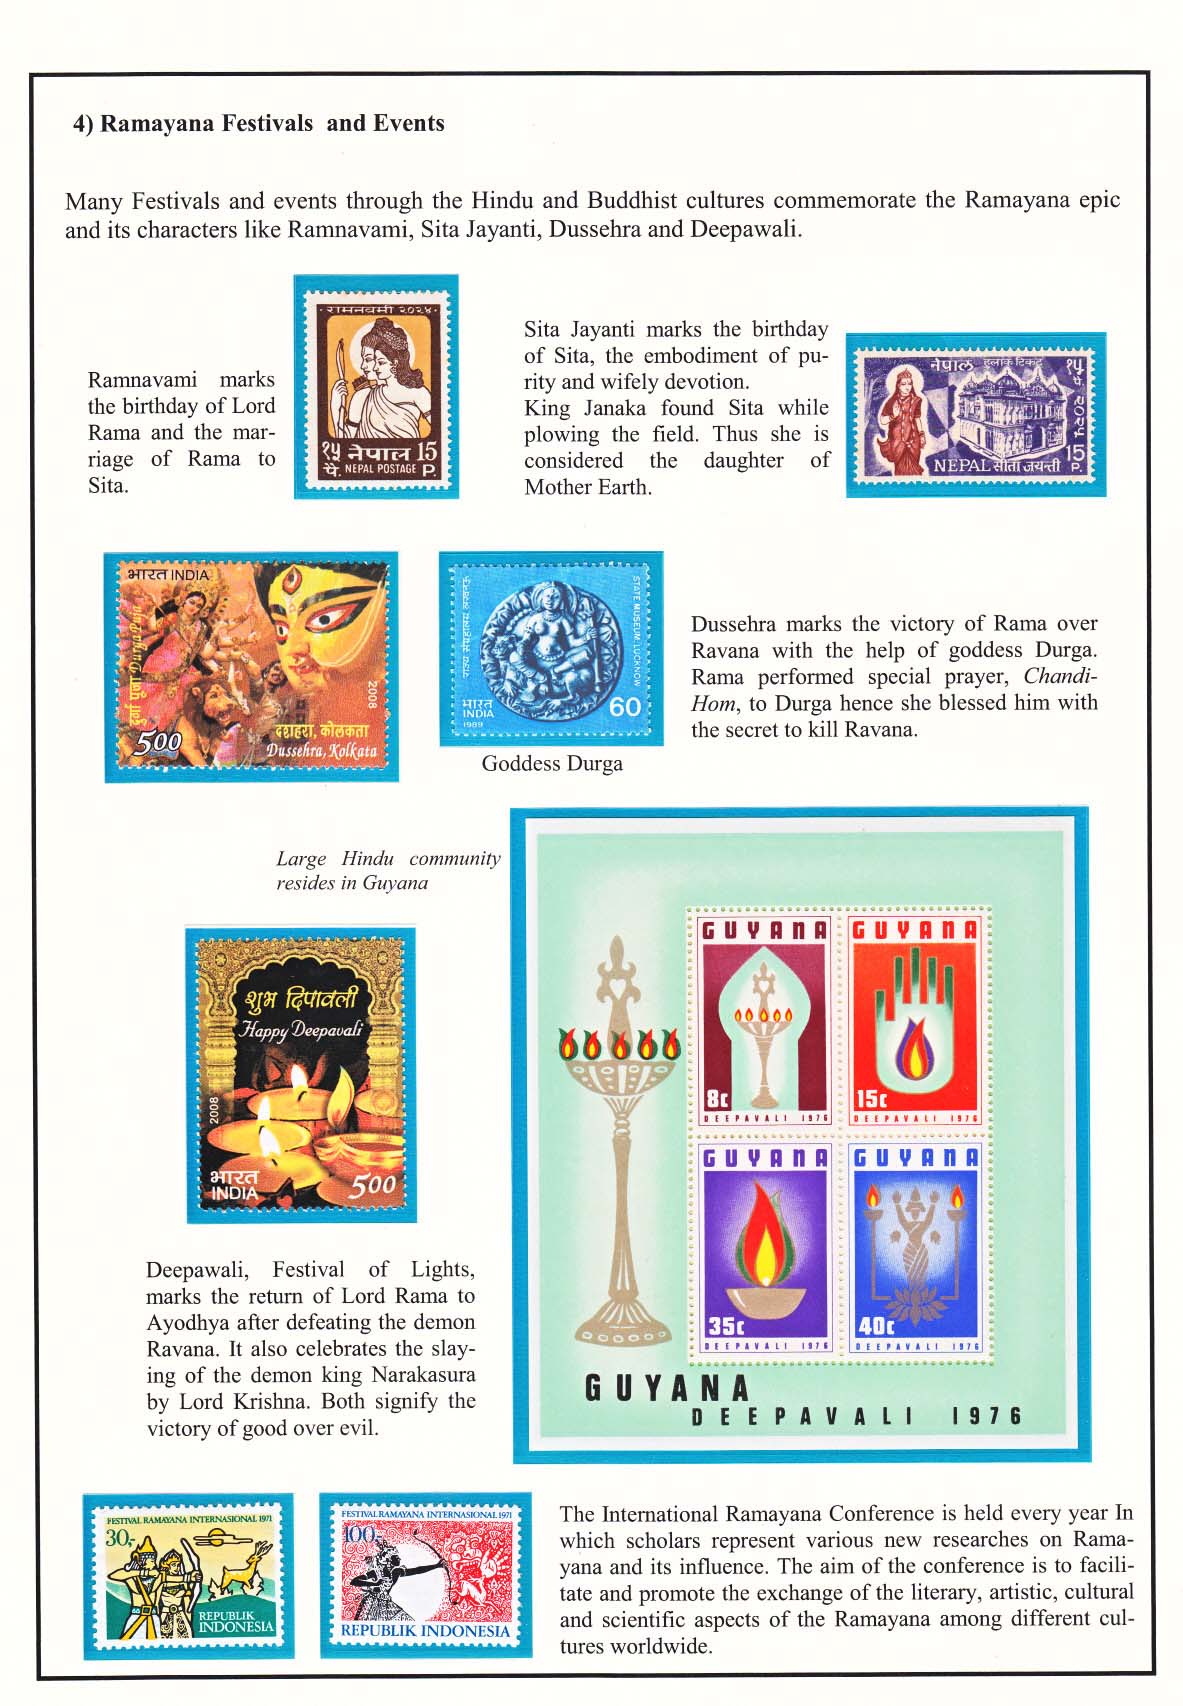 4) Ramayana Festivals and Events
Many Festivals and events through the Hindu and Buddhist cultures commemorate the Ramayana epic
and its characters like Ramnavami, Sita Jayanti, Dussehra and Deepawali.
Ramnavami marks
the birthday of Lord
Rama and the mar-
riage of Rama to
Sita.
रामनवमी २०२४
१५ नेपाल 15
पै. NEPAL POSTAGE P.
Sita Jayanti marks the birthday
of Sita, the embodiment of pu-
rity and wifely devotion.
King Janaka found Sita while
plowing the field. Thus she is
considered the daughter of
Mother Earth.
नेपाल हुलाक टिकट १५
पै.
15
NEPAL सीता जयन्ती P.
भारत INDIA
दुर्गा पूजा Durga Puja
2008
500
दशहरा, कोलकता
Dussehra, Kolkata
राज्य संग्रहालय लखनऊ
STATE MUSEUM, LUCKNOW
भारत
INDIA
1989
60
Goddess Durga
Dussehra marks the victory of Rama over
Ravana with the help of goddess Durga.
Rama performed special prayer, Chandi-
Hom, to Durga hence she blessed him with
the secret to kill Ravana.
Large Hindu community
resides in Guyana
शुभ दिपावली
Happy Deepavali
2008
भारत
INDIA
500
GUYANA
8c
DEEPAVALI 1976
GUYANA
15c
DEEPAVALI 1976
GUYANA
35c
DEEPAVALI 1976
GUYANA
40c
DEEPAVALI 1976
GUYANA
DEEPAVALI 1976
Deepawali, Festival of Lights,
marks the return of Lord Rama to
Ayodhya after defeating the demon
Ravana. It also celebrates the slay-
ing of the demon king Narakasura
by Lord Krishna. Both signify the
victory of good over evil.
FESTIVAL RAMAYANA INTERNASIONAL 1971
30,-
REPUBLIK
INDONESIA
FESTIVAL RAMAYANA INTERNASIONAL 1971
100,-
REPUBLIK INDONESIA
The International Ramayana Conference is held every year In
which scholars represent various new researches on Rama-
yana and its influence. The aim of the conference is to facili-
tate and promote the exchange of the literary, artistic, cultural
and scientific aspects of the Ramayana among different cul-
tures worldwide.